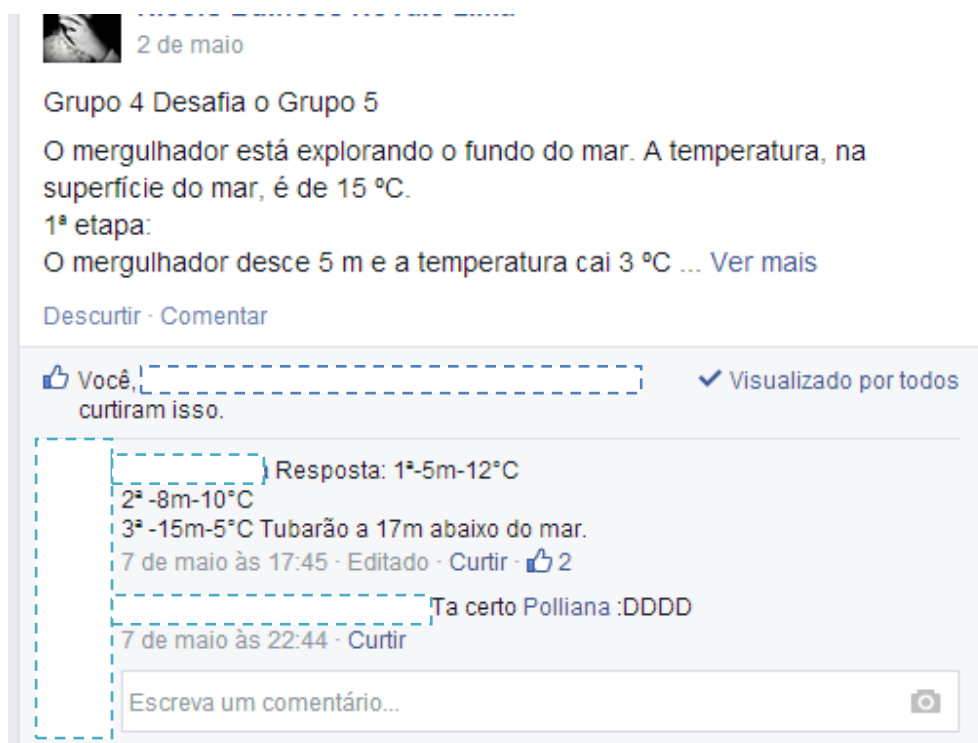 2 de maio
Grupo 4 Desafia o Grupo 5
O mergulhador está explorando o fundo do mar. A temperatura, na
superfície do mar, é de 15 ºC.
1ª etapa:
O mergulhador desce 5 m e a temperatura cai 3 ºC ... Ver mais
Descurtir · Comentar
Você,
✓ Visualizado por todos
curtiram isso.
Resposta: 1ª-5m-12°C
2ª -8m-10°C
3ª -15m-5°C Tubarão a 17m abaixo do mar.
7 de maio às 17:45 · Editado · Curtir · 2
Ta certo Polliana :DDDD
7 de maio às 22:44 · Curtir
Escreva um comentário...